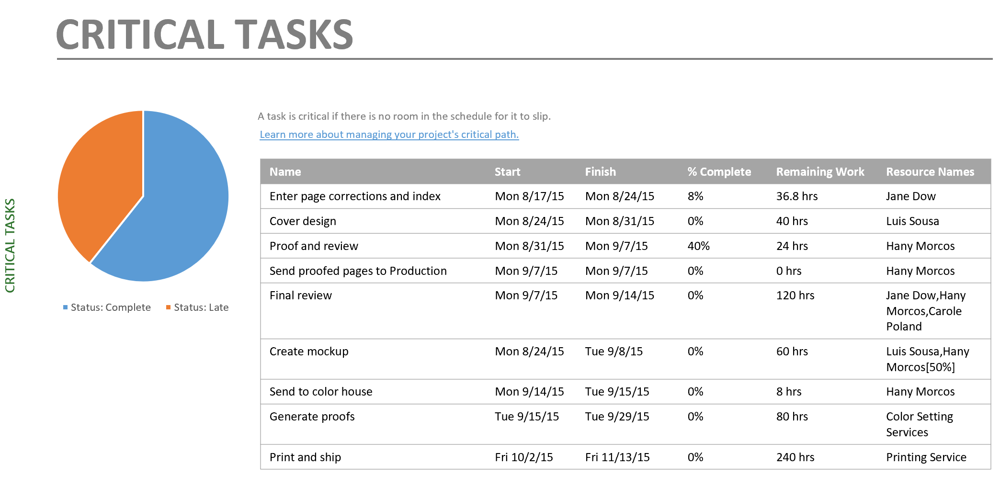 CRITICAL TASKS
CRITICAL TASKS
A task is critical if there is no room in the schedule for it to slip.
Learn more about managing your project's critical path.
Status: Complete Status: Late
Name Start Finish % Complete Remaining Work Resource Names
Enter page corrections and index Mon 8/17/15 Mon 8/24/15 8% 36.8 hrs Jane Dow
Cover design Mon 8/24/15 Mon 8/31/15 0% 40 hrs Luis Sousa
Proof and review Mon 8/31/15 Mon 9/7/15 40% 24 hrs Hany Morcos
Send proofed pages to Production Mon 9/7/15 Mon 9/7/15 0% 0 hrs Hany Morcos
Final review Mon 9/7/15 Mon 9/14/15 0% 120 hrs Jane Dow,Hany
Morcos,Carole
Poland
Create mockup Mon 8/24/15 Tue 9/8/15 0% 60 hrs Luis Sousa,Hany
Morcos[50%]
Send to color house Mon 9/14/15 Tue 9/15/15 0% 8 hrs Hany Morcos
Generate proofs Tue 9/15/15 Tue 9/29/15 0% 80 hrs Color Setting
Services
Print and ship Fri 10/2/15 Fri 11/13/15 0% 240 hrs Printing Service